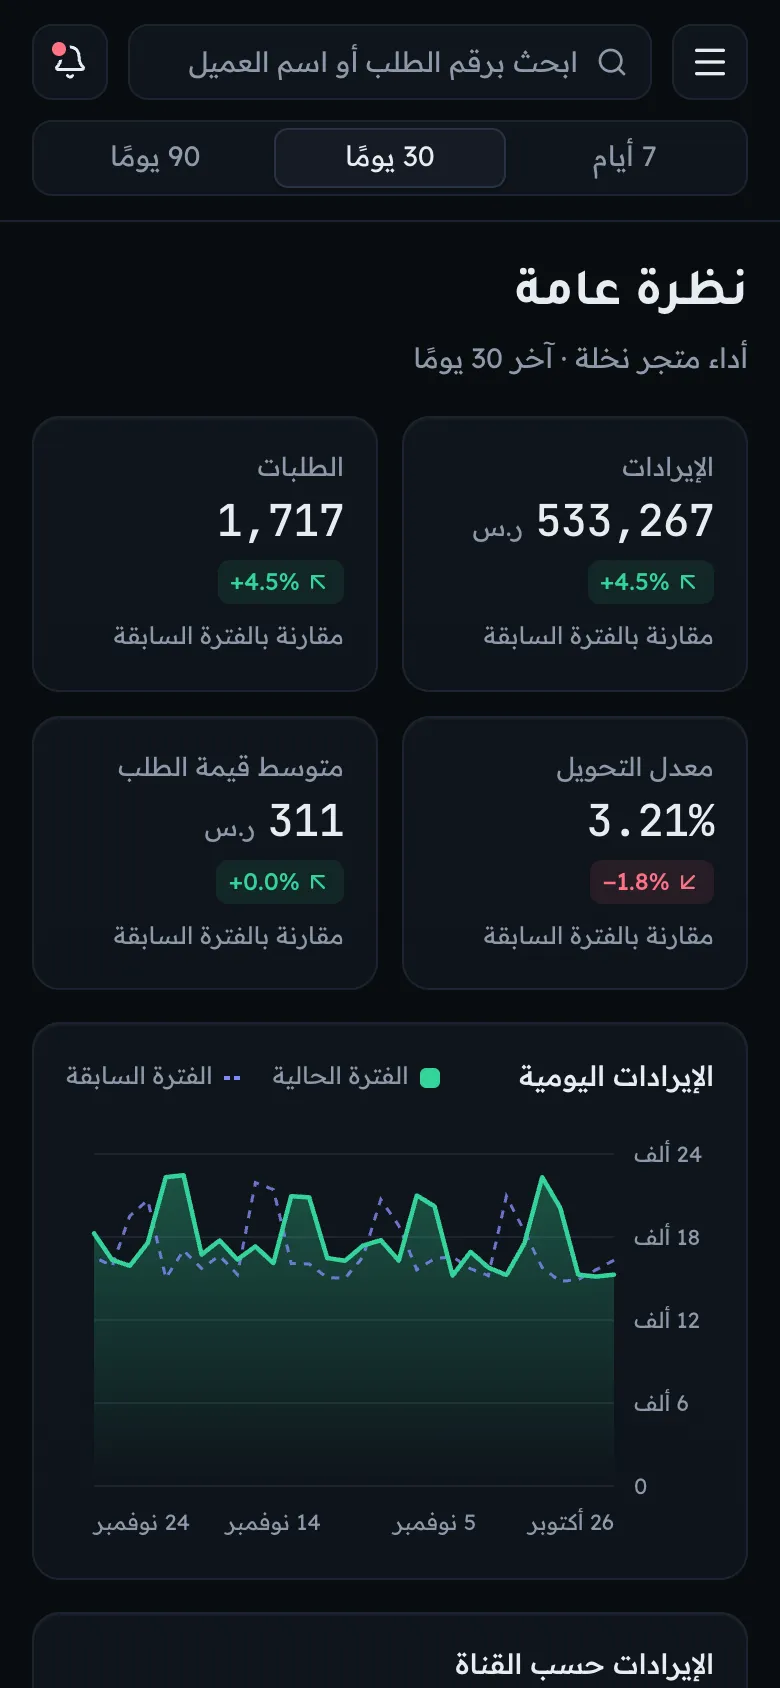 ابحث برقم الطلب أو اسم العميل
7 أيام
30 يومًا
90 يومًا
نظرة عامة
أداء متجر نخلة · آخر 30 يومًا
الإيرادات
533,267 ر.س
+4.5%
مقارنة بالفترة السابقة
الطلبات
1,717
+4.5%
مقارنة بالفترة السابقة
معدل التحويل
3.21%
−1.8%
مقارنة بالفترة السابقة
متوسط قيمة الطلب
311 ر.س
+0.0%
مقارنة بالفترة السابقة
الإيرادات اليومية
الفترة الحالية
الفترة السابقة
24 ألف
18 ألف
12 ألف
6 ألف
0
26 أكتوبر
5 نوفمبر
14 نوفمبر
24 نوفمبر
الإيرادات حسب القناة